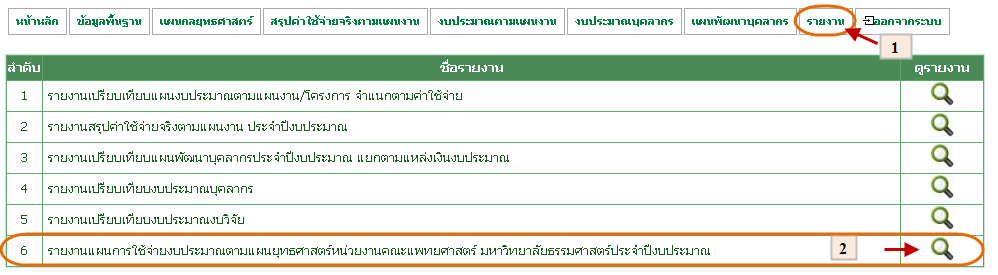 หน้าหลัก ข้อมูลพื้นฐาน แผนกลยุทธศาสตร์ สรุปค่าใช้จ่ายจริงตามแผนงาน งบประมาณตามแผนงาน งบประมาณบุคลากร แผนพัฒนาบุคลากร รายงาน ออกจากระบบ
1
ลำดับ ชื่อรายงาน ดูรายงาน
1 รายงานเปรียบเทียบแผนงบประมาณตามแผนงาน/โครงการ จำแนกตามค่าใช้จ่าย
2 รายงานสรุปค่าใช้จ่ายจริงตามแผนงาน ประจำปีงบประมาณ
3 รายงานเปรียบเทียบแผนพัฒนาบุคลากรประจำปีงบประมาณ แยกตามแหล่งเงินงบประมาณ
4 รายงานเปรียบเทียบงบประมาณบุคลากร
5 รายงานเปรียบเทียบงบประมาณงบวิจัย
6 รายงานแผนการใช้จ่ายงบประมาณตามแผนยุทธศาสตร์หน่วยงานคณะแพทยศาสตร์ มหาวิทยาลัยธรรมศาสตร์ประจำปีงบประมาณ 2